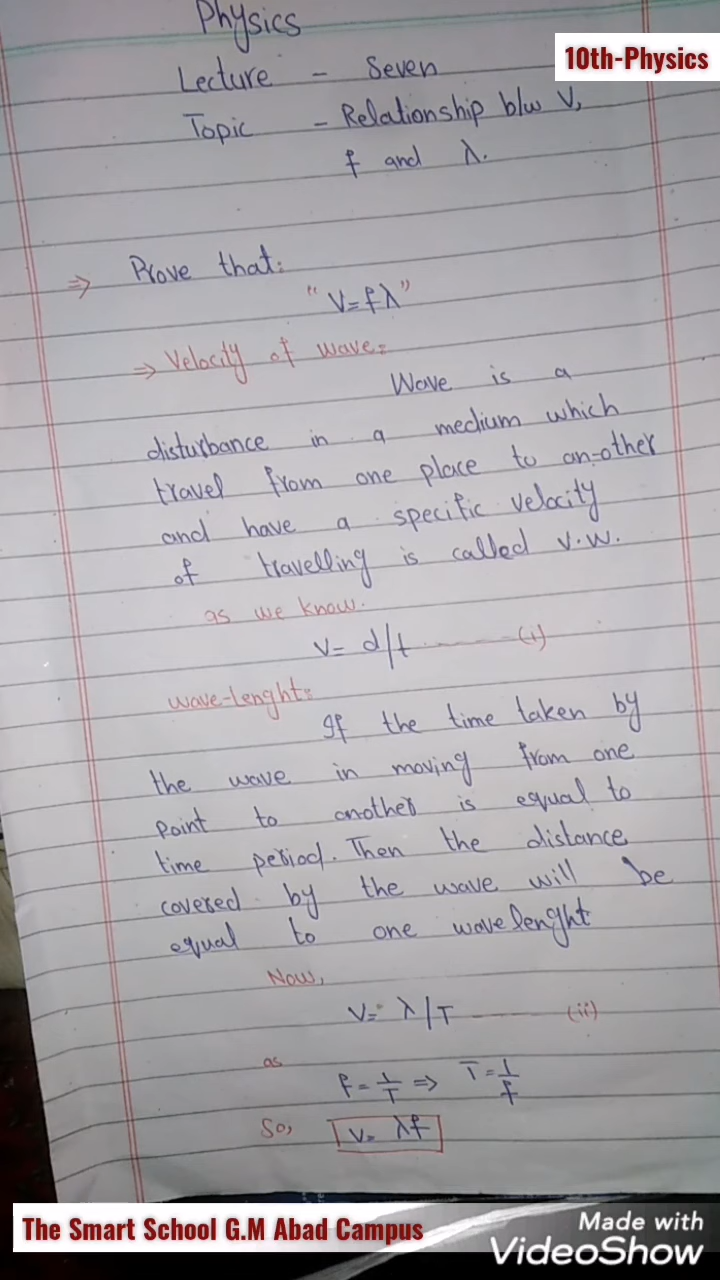 Physics
10th-Physics
Lecture - Seven
Topic - Relationship b/w V,
f and λ.
⇒ Prove that:
"V=fλ"
⇒ Velocity of wave:
Wave is a
disturbance in a medium which
travel from one place to an-other
and have a specific velocity
of travelling is called v.w.
as we know.
V= d/t ------- (i)
wave-lenght:
If the time taken by
the wave in moving from one
point to another is equal to
time period. Then the distance
covered by the wave will be
equal to one wavelenght
Now,
V= λ/T ------- (ii)
as
f = 1/T ⇒ T = 1/f
So, V= λf
The Smart School G.M Abad Campus
Made with
VideoShow